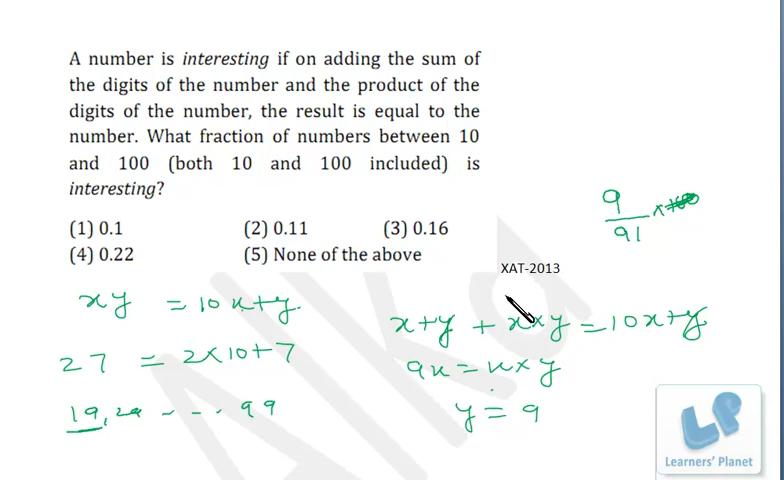 A number is interesting if on adding the sum of
the digits of the number and the product of the
digits of the number, the result is equal to the
number. What fraction of numbers between 10
and 100 (both 10 and 100 included) is
interesting?
(1) 0.1 (2) 0.11 (3) 0.16
(4) 0.22 (5) None of the above
9
91
XAT-2013
xy = 10x+y
x+y + x×y = 10x+y
27 = 2×10+7
9x = x×y
19, 29 - - . 99
y = 9
LP
Learners' Planet